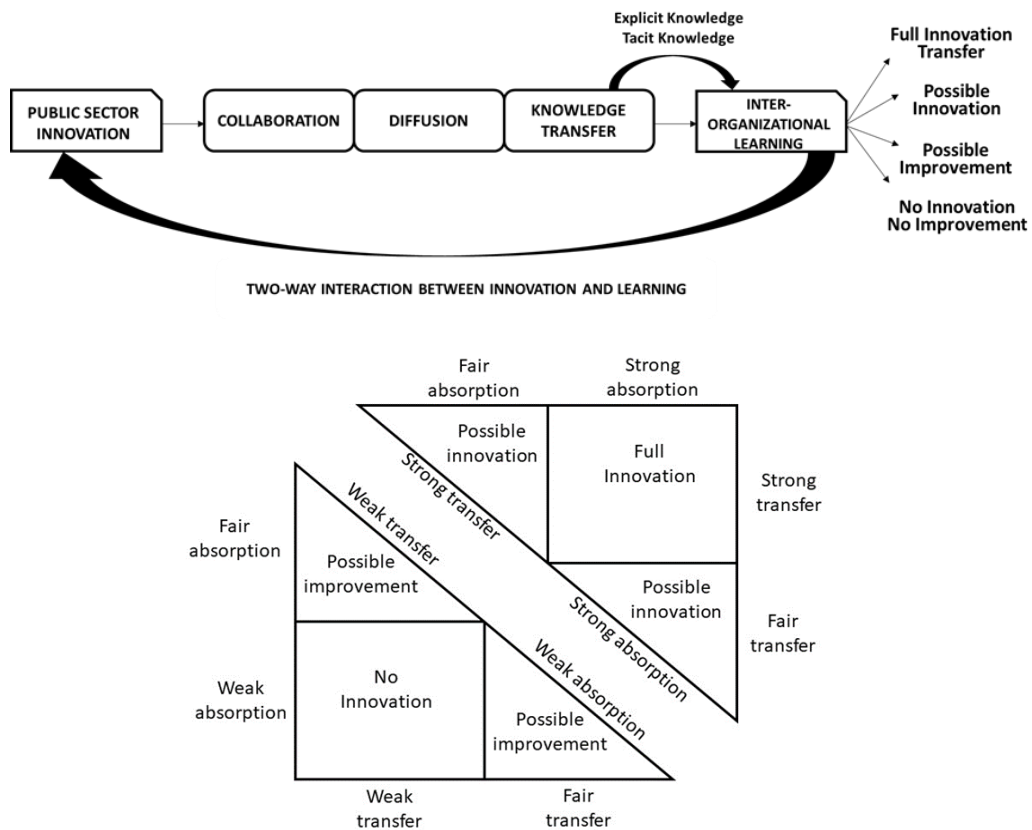 Explicit Knowledge
Tacit Knowledge
PUBLIC SECTOR
INNOVATION
COLLABORATION
DIFFUSION
KNOWLEDGE
TRANSFER
INTER-
ORGANIZATIONAL
LEARNING
Full Innovation
Transfer
Possible
Innovation
Possible
Improvement
No Innovation
No Improvement
TWO-WAY INTERACTION BETWEEN INNOVATION AND LEARNING
Fair
absorption
Strong
absorption
Possible
innovation
Full
Innovation
Strong
transfer
Strong transfer
Weak transfer
Fair
absorption
Possible
improvement
Possible
innovation
Fair
transfer
Strong absorption
Weak absorption
Weak
absorption
No
Innovation
Possible
improvement
Weak
transfer
Fair
transfer